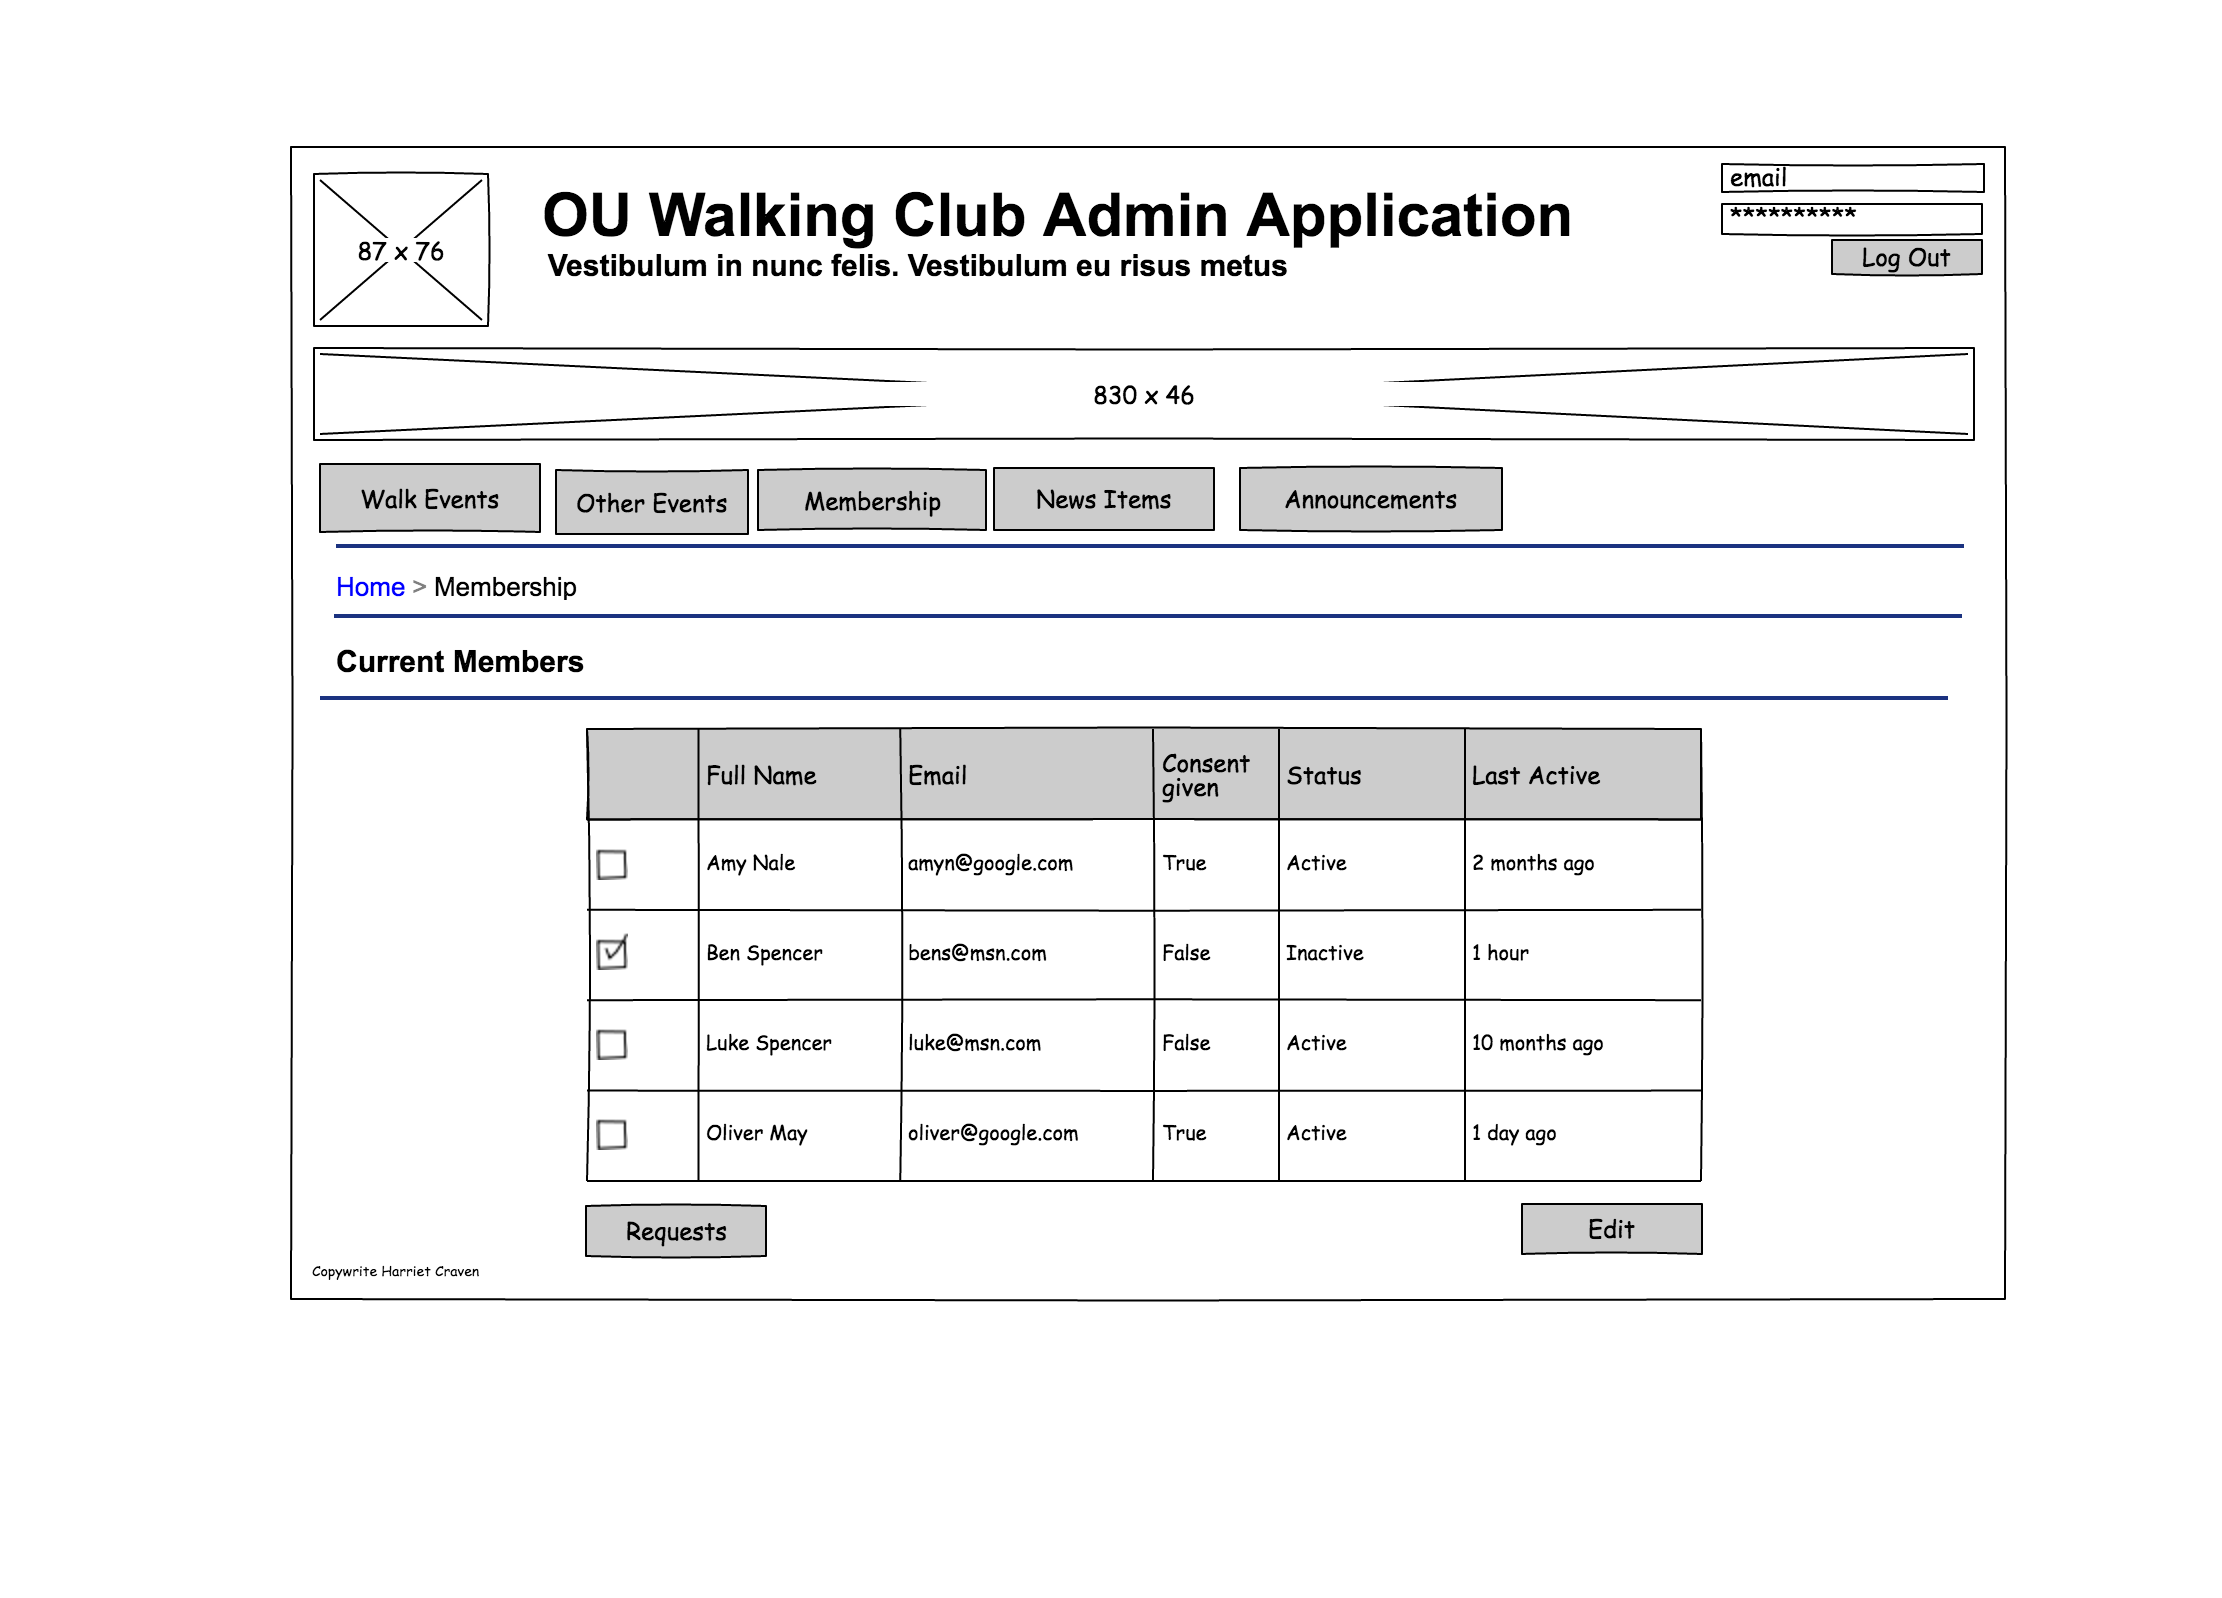 87 x 76
OU Walking Club Admin Application
Vestibulum in nunc felis. Vestibulum eu risus metus
email
**********
Log Out
830 x 46
Walk Events Other Events Membership News Items Announcements
Home > Membership
Current Members
Full Name Email Consent given Status Last Active
Amy Nale amyn@google.com True Active 2 months ago
Ben Spencer bens@msn.com False Inactive 1 hour
Luke Spencer luke@msn.com False Active 10 months ago
Oliver May oliver@google.com True Active 1 day ago
Requests Edit
Copywrite Harriet Craven